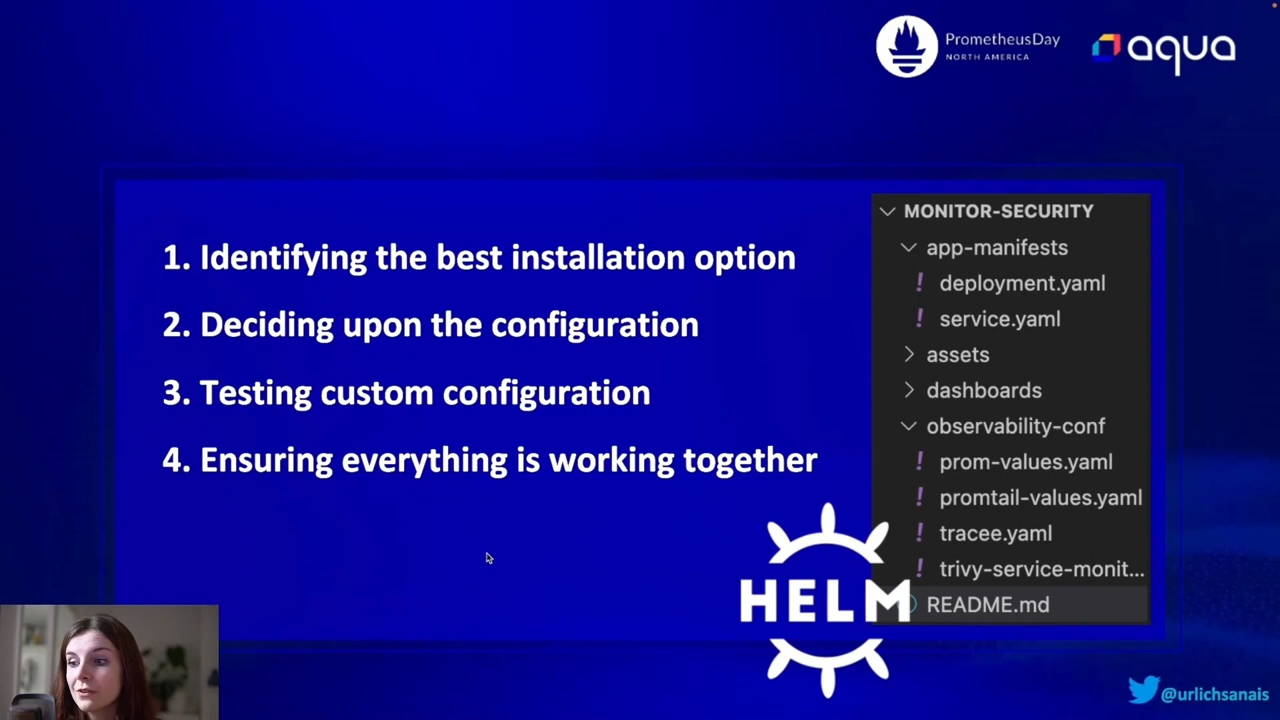 PrometheusDay
NORTH AMERICA
aqua
1. Identifying the best installation option
2. Deciding upon the configuration
3. Testing custom configuration
4. Ensuring everything is working together
MONITOR-SECURITY
app-manifests
! deployment.yaml
! service.yaml
assets
dashboards
observability-conf
! prom-values.yaml
! promtail-values.yaml
! tracee.yaml
! trivy-service-monit...
README.md
HELM
@urlichsanais